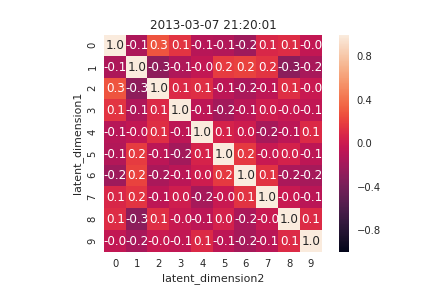 2013-03-07 21:20:01
0 1.0 -0.1 0.3 0.1 -0.1 -0.1 -0.2 0.1 0.1 -0.0
1 -0.1 1.0 -0.3 -0.1 -0.0 0.2 0.2 0.2 -0.3 -0.2
2 0.3 -0.3 1.0 0.1 0.1 -0.1 -0.2 -0.1 0.1 -0.0
3 0.1 -0.1 0.1 1.0 -0.1 -0.2 -0.1 0.0 -0.0 -0.1
4 -0.1 -0.0 0.1 -0.1 1.0 0.1 0.0 -0.2 -0.1 0.1
5 -0.1 0.2 -0.1 -0.2 0.1 1.0 0.2 -0.0 0.0 -0.1
6 -0.2 0.2 -0.2 -0.1 0.0 0.2 1.0 0.1 -0.2 -0.2
7 0.1 0.2 -0.1 0.0 -0.2 -0.0 0.1 1.0 -0.0 -0.1
8 0.1 -0.3 0.1 -0.0 -0.1 0.0 -0.2 -0.0 1.0 0.1
9 -0.0 -0.2 -0.0 -0.1 0.1 -0.1 -0.2 -0.1 0.1 1.0
0 1 2 3 4 5 6 7 8 9
latent_dimension2
latent_dimension1
0.8
0.4
0.0
−0.4
−0.8